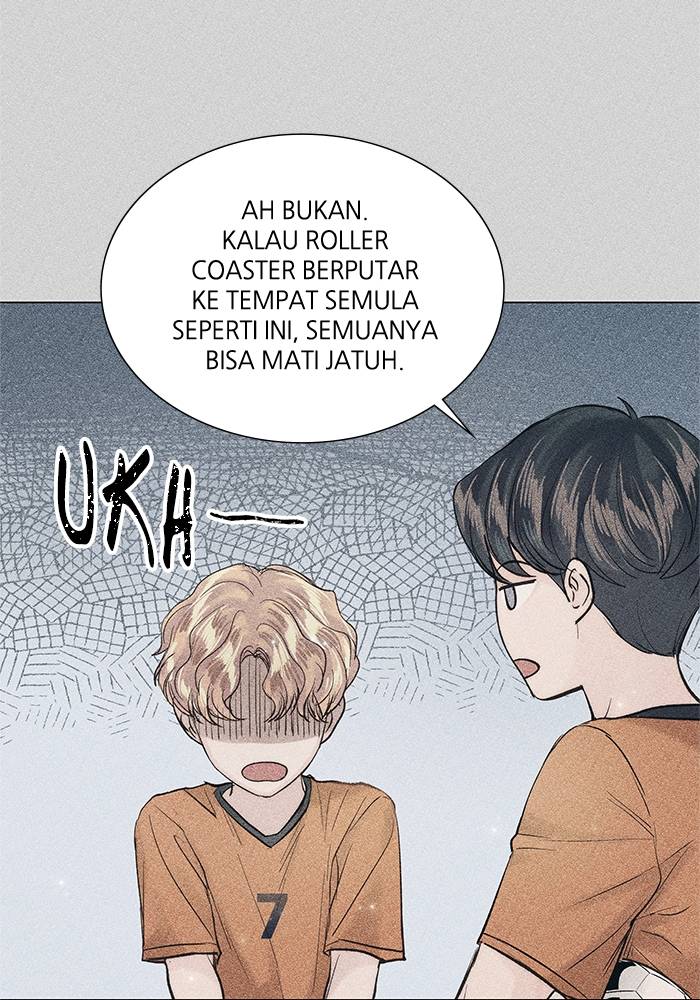 AH BUKAN.
KALAU ROLLER
COASTER BERPUTAR
KE TEMPAT SEMULA
SEPERTI INI, SEMUANYA
BISA MATI JATUH.
UKH—
7